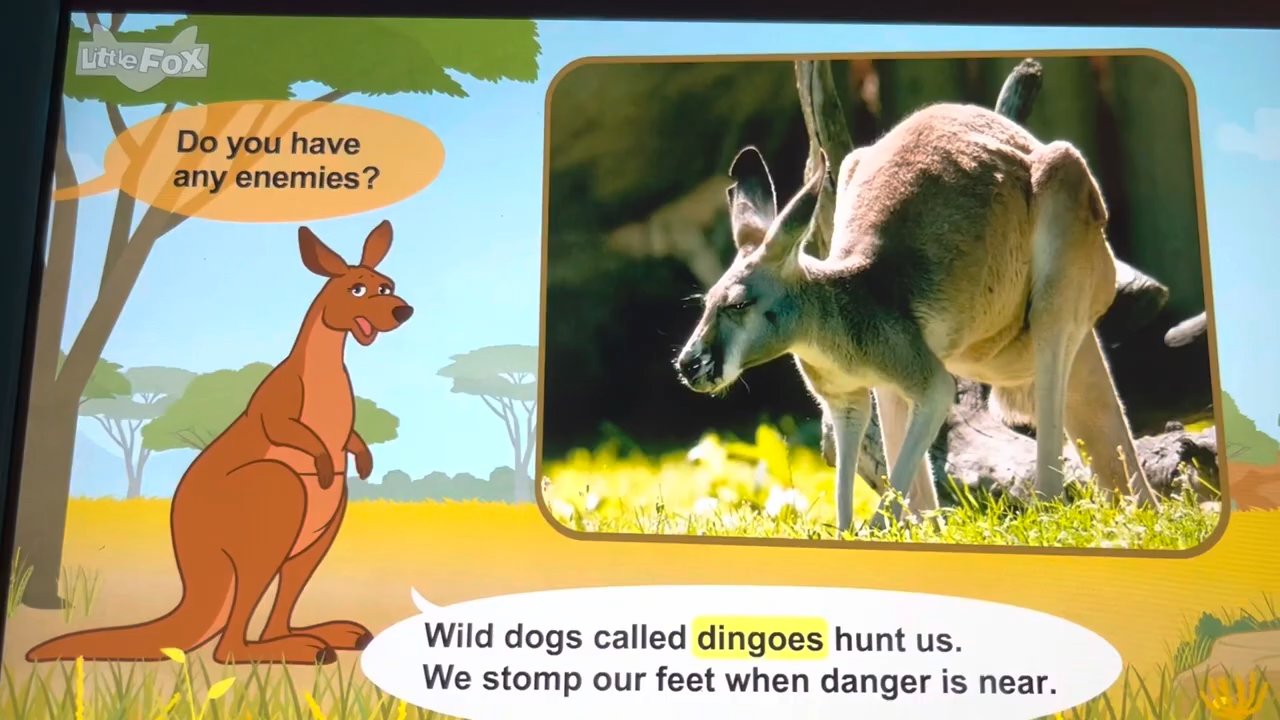 Little Fox
Do you have
any enemies?
Wild dogs called dingoes hunt us.
We stomp our feet when danger is near.